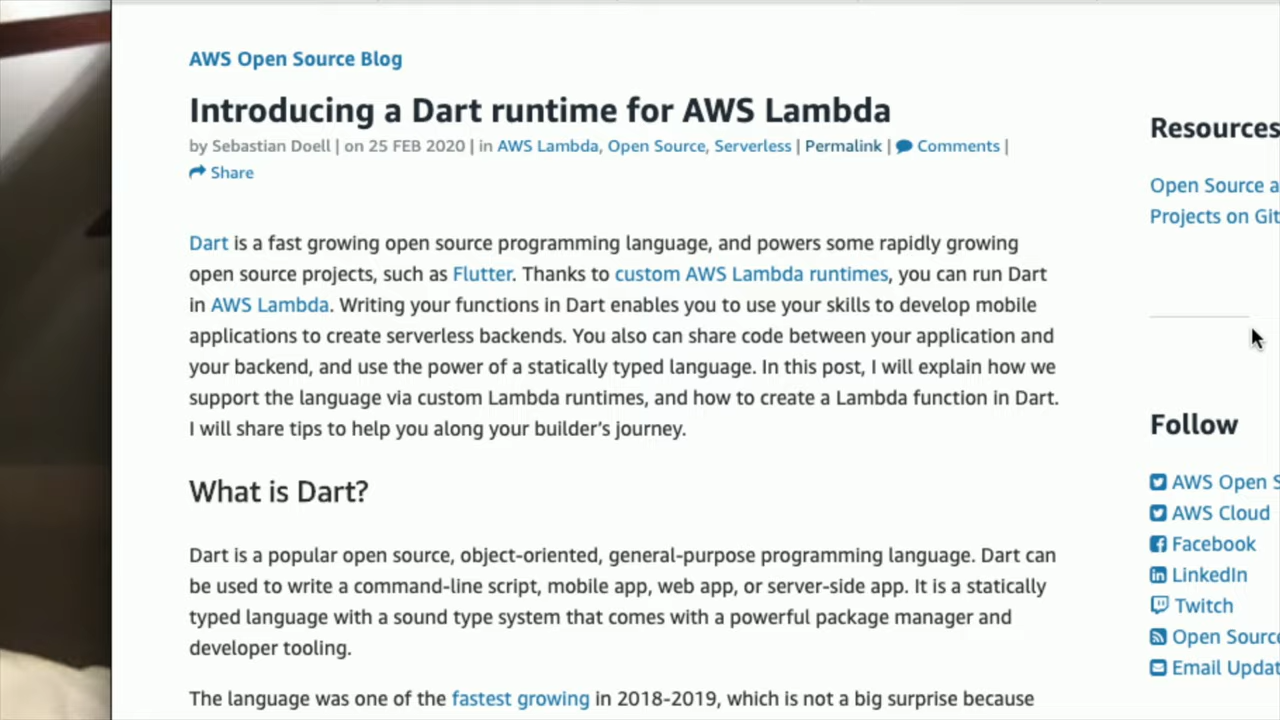 AWS Open Source Blog
Introducing a Dart runtime for AWS Lambda
by Sebastian Doell | on 25 FEB 2020 | in AWS Lambda, Open Source, Serverless | Permalink | Comments |
Share
Dart is a fast growing open source programming language, and powers some rapidly growing
open source projects, such as Flutter. Thanks to custom AWS Lambda runtimes, you can run Dart
in AWS Lambda. Writing your functions in Dart enables you to use your skills to develop mobile
applications to create serverless backends. You also can share code between your application and
your backend, and use the power of a statically typed language. In this post, I will explain how we
support the language via custom Lambda runtimes, and how to create a Lambda function in Dart.
I will share tips to help you along your builder's journey.
What is Dart?
Dart is a popular open source, object-oriented, general-purpose programming language. Dart can
be used to write a command-line script, mobile app, web app, or server-side app. It is a statically
typed language with a sound type system that comes with a powerful package manager and
developer tooling.
The language was one of the fastest growing in 2018-2019, which is not a big surprise because
Resources
Open Source a
Projects on Git
Follow
AWS Open S
AWS Cloud
Facebook
LinkedIn
Twitch
Open Source
Email Updat